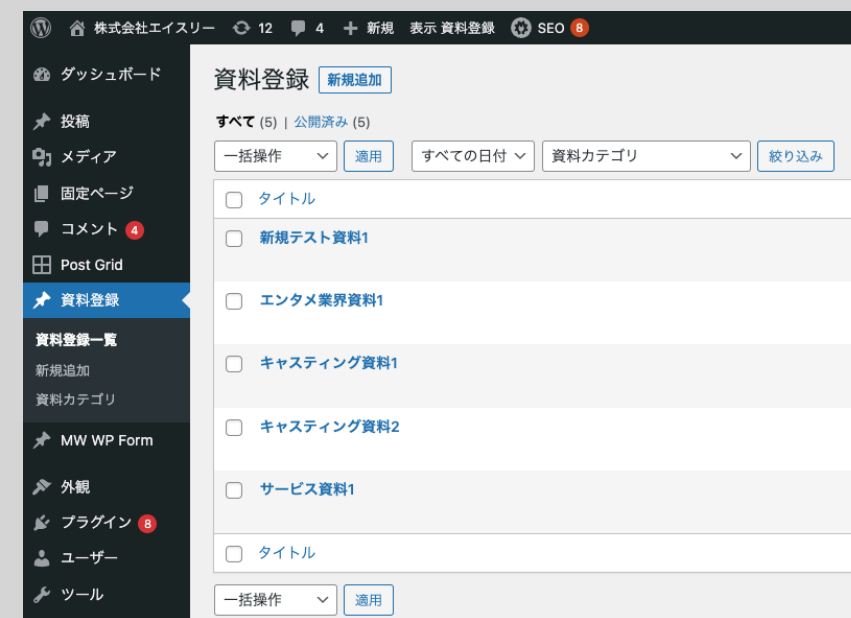 株式会社エイスリー 12 4 新規 表示 資料登録 SEO 8
ダッシュボード
投稿
メディア
固定ページ
コメント 4
Post Grid
資料登録
資料登録一覧
新規追加
資料カテゴリ
MW WP Form
外観
プラグイン 8
ユーザー
ツール
資料登録 新規追加
すべて (5) | 公開済み (5)
一括操作 適用 すべての日付 資料カテゴリ 絞り込み
タイトル
新規テスト資料1
エンタメ業界資料1
キャスティング資料1
キャスティング資料2
サービス資料1
タイトル
一括操作 適用